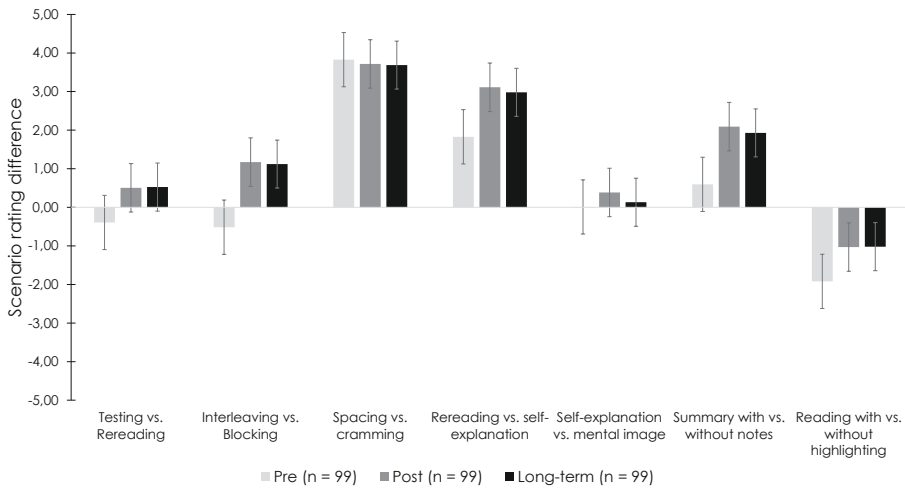 5,00
4,00
3,00
2,00
1,00
0,00
-1,00
-2,00
-3,00
-4,00
-5,00
Scenario rating difference
Testing vs.
Rereading
Interleaving vs.
Blocking
Spacing vs.
cramming
Rereading vs. self-
explanation
Self-explanation
vs. mental image
Summary with vs.
without notes
Reading with vs.
without
highlighting
Pre (n = 99) Post (n = 99) Long-term (n = 99)